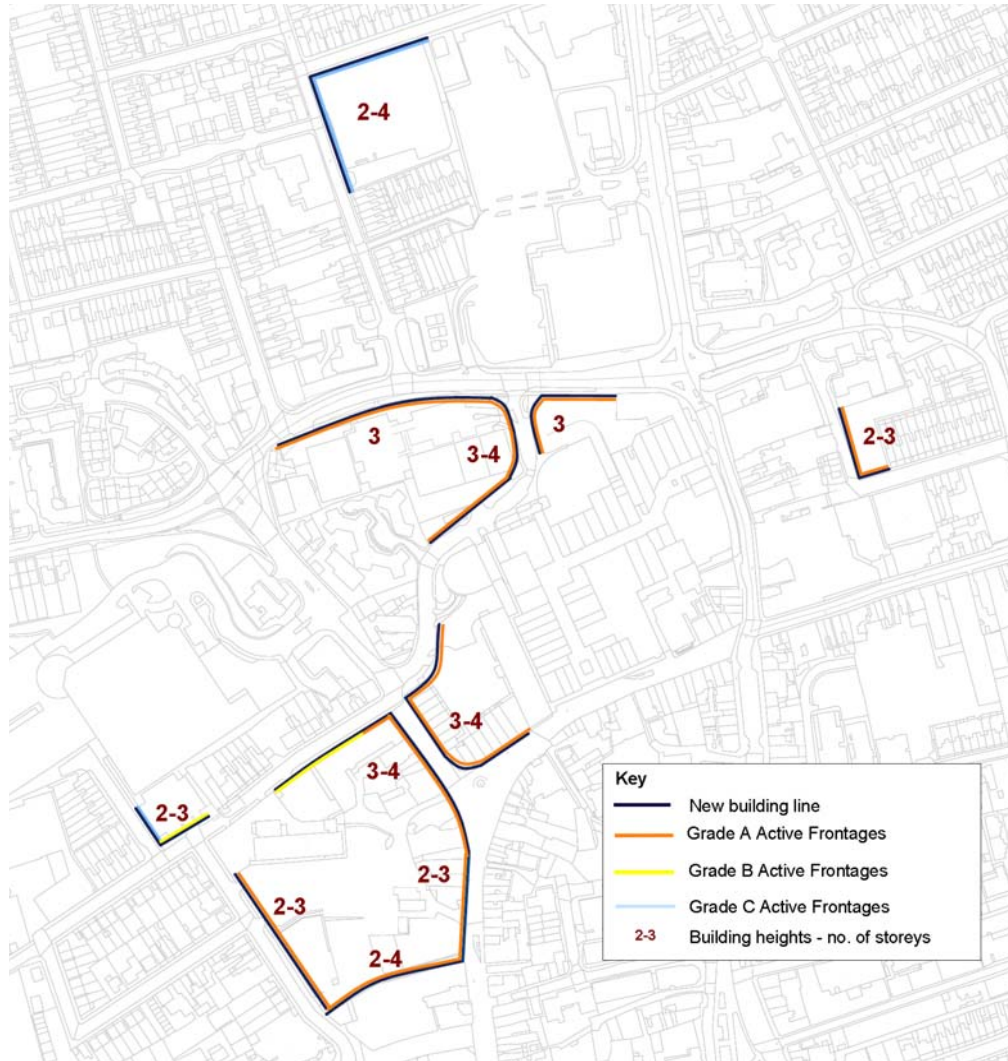 2-4
3
3
3-4
2-3
3-4
3-4
2-3
2-3
2-3
2-4
Key
New building line
Grade A Active Frontages
Grade B Active Frontages
Grade C Active Frontages
2-3 Building heights - no. of storeys